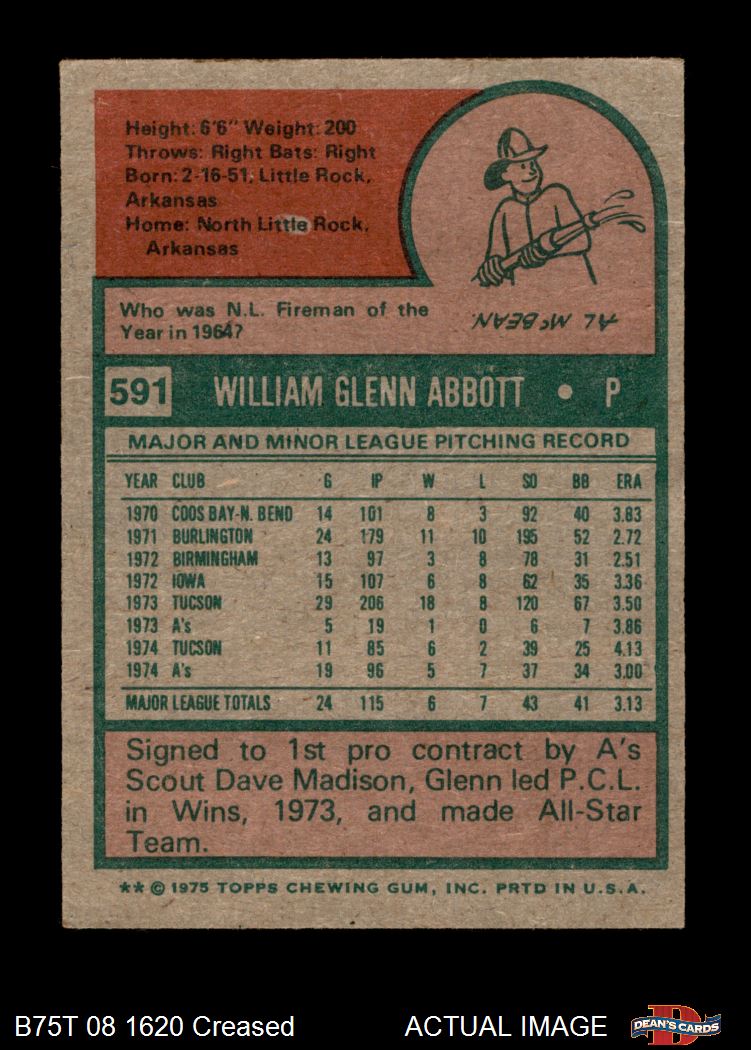 Height: 6'6" Weight: 200
Throws: Right Bats: Right
Born: 2-16-51, Little Rock,
Arkansas
Home: North Little Rock,
Arkansas
Who was N.L. Fireman of the
Year in 1964?
AL McBEAN.
591 WILLIAM GLENN ABBOTT • P
MAJOR AND MINOR LEAGUE PITCHING RECORD
YEAR CLUB G IP W L SO BB ERA
1970 COOS BAY-N. BEND 14 101 8 3 92 40 3.83
1971 BURLINGTON 24 179 11 10 195 52 2.72
1972 BIRMINGHAM 13 97 3 8 78 31 2.51
1972 IOWA 15 107 6 8 62 35 3.36
1973 TUCSON 29 206 18 8 120 67 3.50
1973 A's 5 19 1 0 6 7 3.86
1974 TUCSON 11 85 6 2 39 25 4.13
1974 A's 19 96 5 7 37 34 3.00
MAJOR LEAGUE TOTALS 24 115 6 7 43 41 3.13
Signed to 1st pro contract by A's
Scout Dave Madison, Glenn led P.C.L.
in Wins, 1973, and made All-Star
Team.
** © 1975 TOPPS CHEWING GUM, INC. PRTD IN U.S.A.
B75T 08 1620 Creased ACTUAL IMAGE
D
DEAN'S CARDS